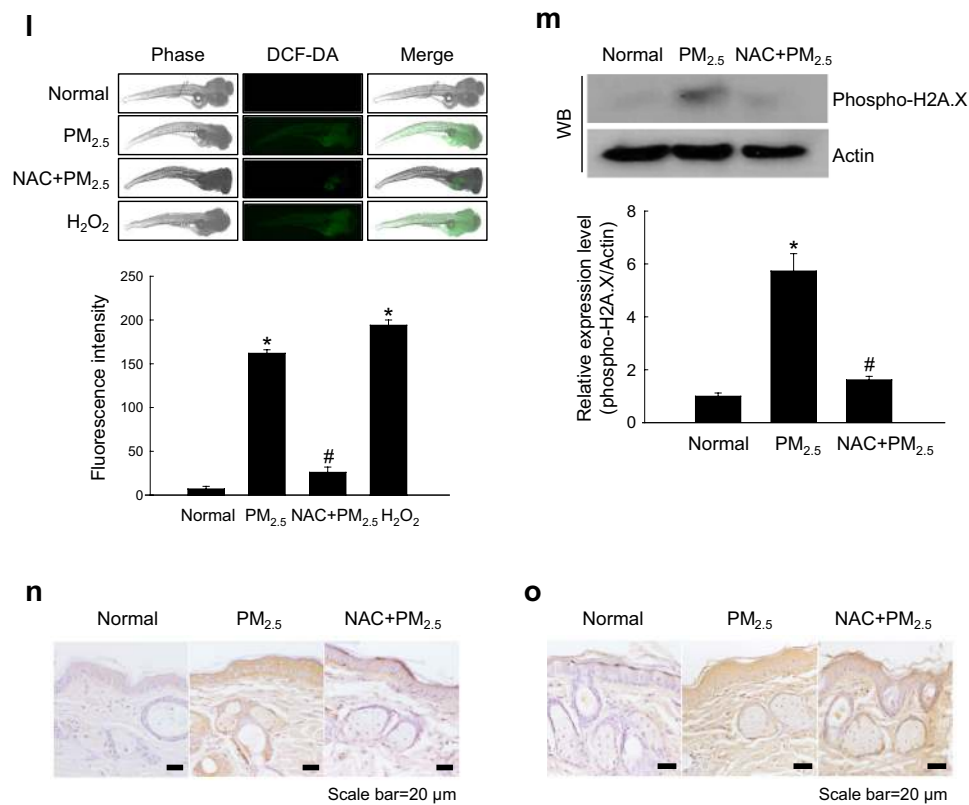 l
Phase DCF-DA Merge
Normal
PM2.5
NAC+PM2.5
H2O2
250
200
150
100
50
0
Fluorescence intensity
*
#
*
Normal PM2.5 NAC+PM2.5 H2O2
m
Normal PM2.5 NAC+PM2.5
WB
Phospho-H2A.X
Actin
8
6
4
2
0
Relative expression level
(phospho-H2A.X/Actin)
*
#
Normal PM2.5 NAC+PM2.5
n
Normal PM2.5 NAC+PM2.5
Scale bar=20 μm
o
Normal PM2.5 NAC+PM2.5
Scale bar=20 μm